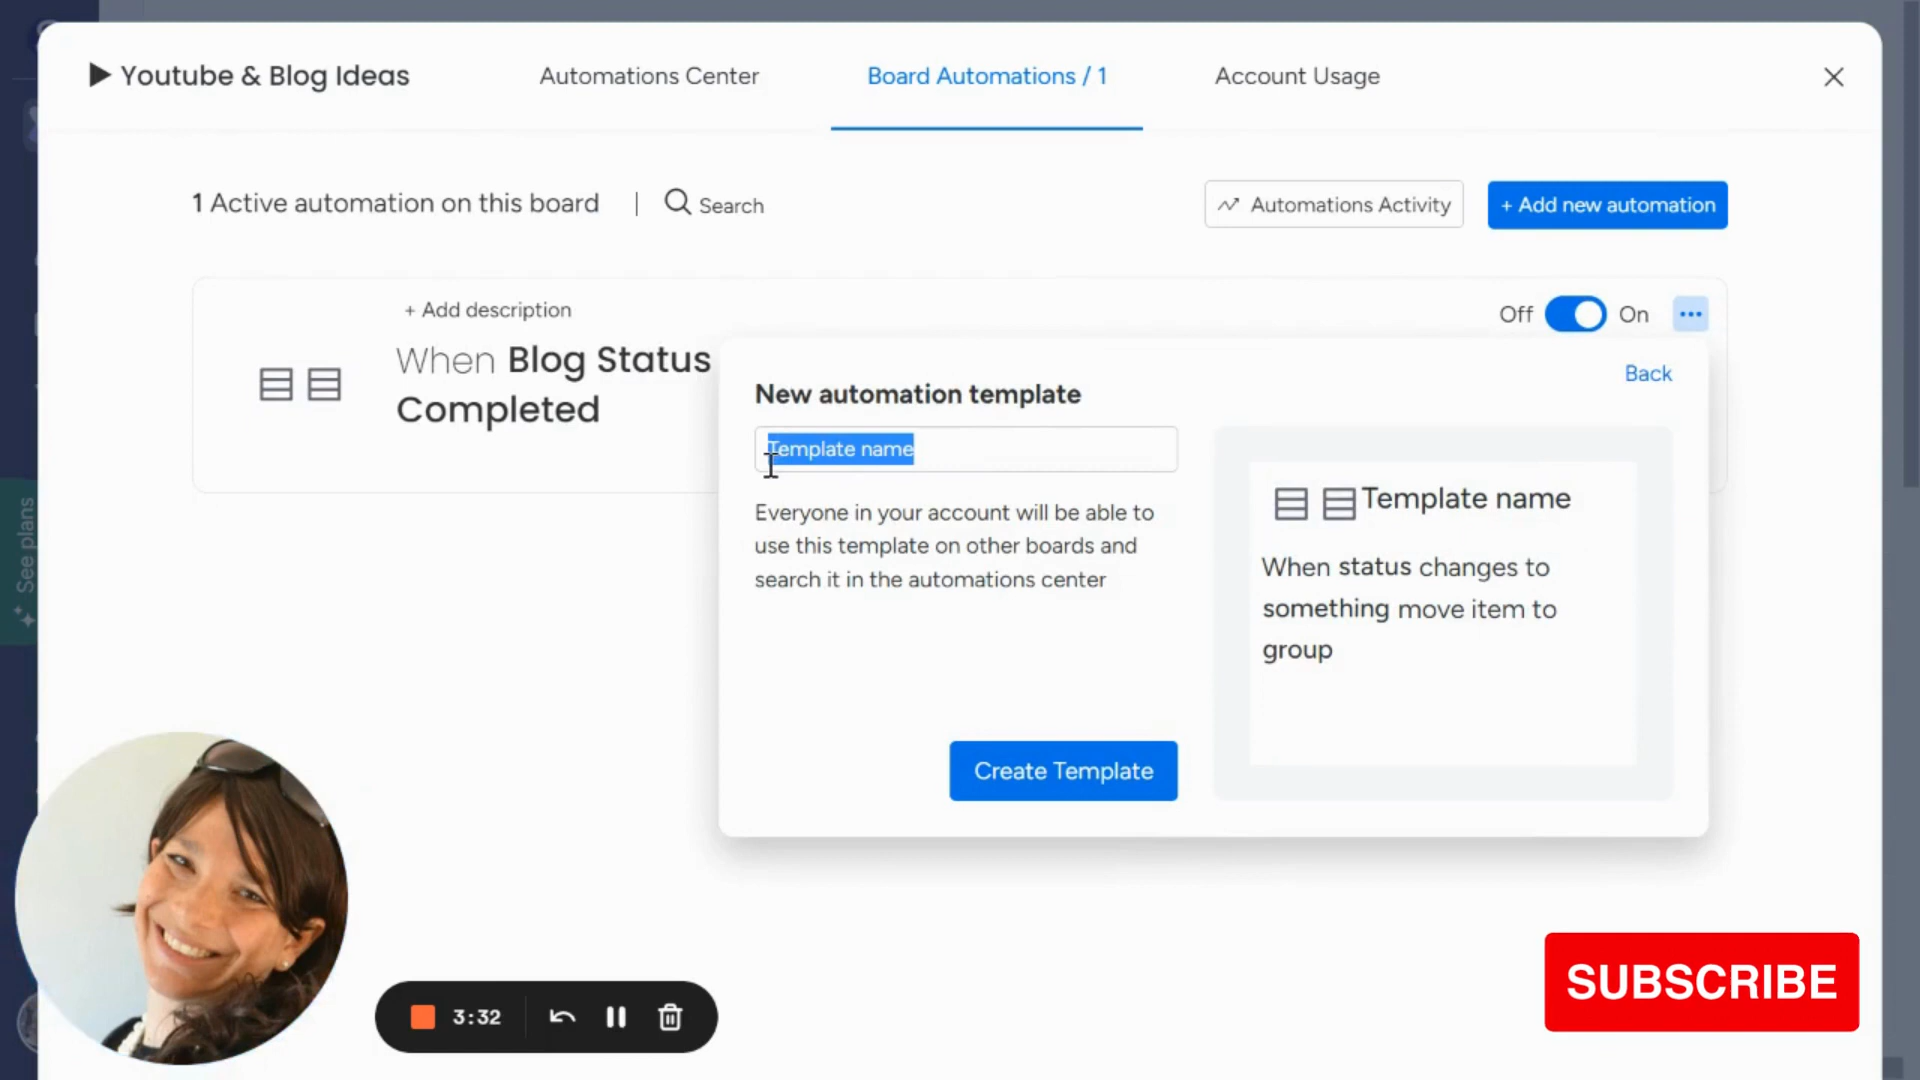 Youtube & Blog Ideas
Automations Center
Board Automations / 1
Account Usage
1 Active automation on this board
Search
Automations Activity
+ Add new automation
+ Add description
Off
On
When Blog Status
Completed
Back
New automation template
Template name
Everyone in your account will be able to
use this template on other boards and
search it in the automations center
Template name
When status changes to
something move item to
group
Create Template
See plans
3:32
SUBSCRIBE